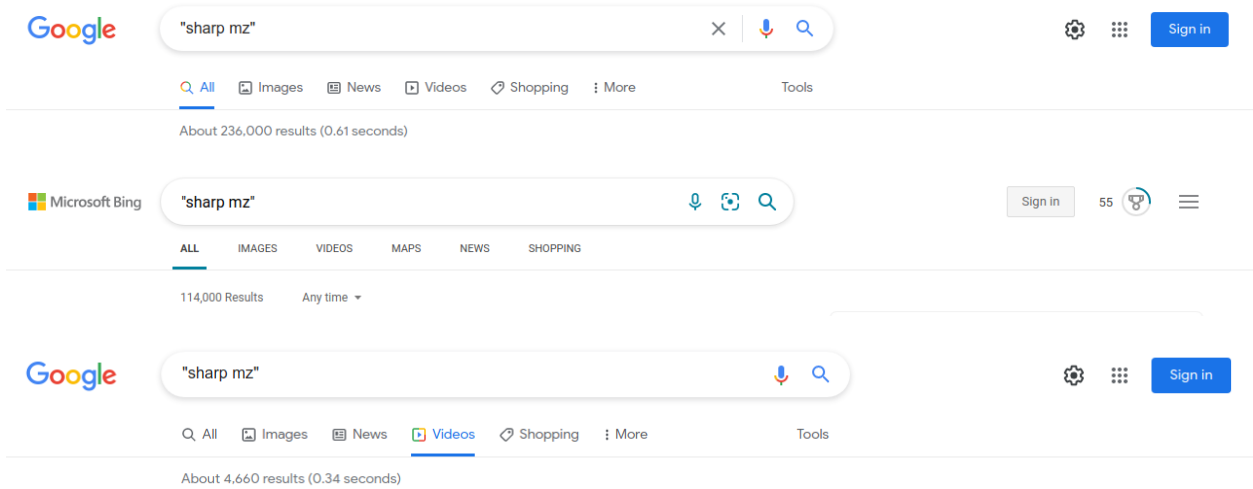 Google "sharp mz" Sign in
All Images News Videos Shopping More Tools
About 236,000 results (0.61 seconds)
Microsoft Bing "sharp mz" Sign in 55
ALL IMAGES VIDEOS MAPS NEWS SHOPPING
114,000 Results Any time
Google "sharp mz" Sign in
All Images News Videos Shopping More Tools
About 4,660 results (0.34 seconds)